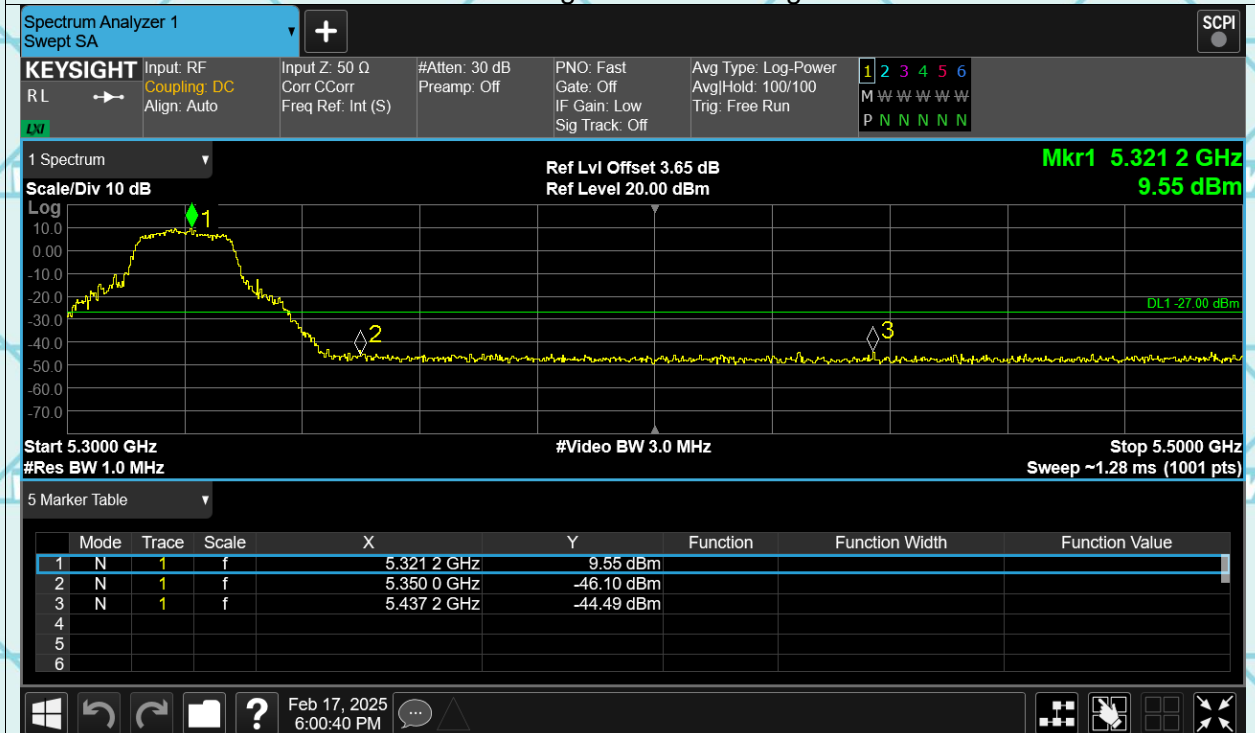 Spectrum Analyzer 1
Swept SA
SCPI
KEYSIGHT
RL
LXI
Input: RF
Coupling: DC
Align: Auto
Input Z: 50 Ω
Corr CCorr
Freq Ref: Int (S)
#Atten: 30 dB
Preamp: Off
PNO: Fast
Gate: Off
IF Gain: Low
Sig Track: Off
Avg Type: Log-Power
Avg|Hold: 100/100
Trig: Free Run
1 2 3 4 5 6
M W W W W W
P N N N N N
1 Spectrum
Scale/Div 10 dB
Ref Lvl Offset 3.65 dB
Ref Level 20.00 dBm
Mkr1 5.321 2 GHz
9.55 dBm
Log
10.0
0.00
-10.0
-20.0
-30.0
-40.0
-50.0
-60.0
-70.0
1
2
3
DL1 -27.00 dBm
Start 5.3000 GHz
#Video BW 3.0 MHz
Stop 5.5000 GHz
#Res BW 1.0 MHz
Sweep ~1.28 ms (1001 pts)
5 Marker Table
Mode Trace Scale X Y Function Function Width Function Value
1 N 1 f 5.321 2 GHz 9.55 dBm
2 N 1 f 5.350 0 GHz -46.10 dBm
3 N 1 f 5.437 2 GHz -44.49 dBm
4
5
6
?
Feb 17, 2025
6:00:40 PM